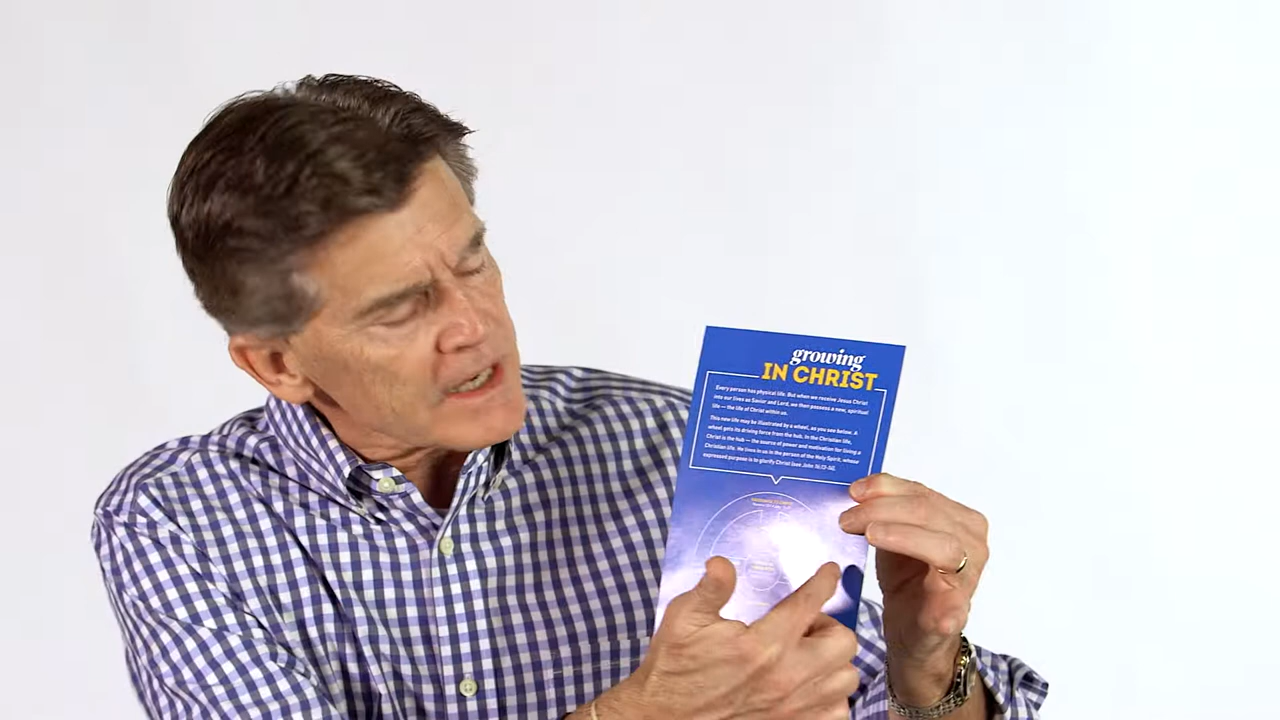 growing
IN CHRIST
Every person has physical life. But when we receive Jesus Christ
into our lives as Savior and Lord, we then possess a new, spiritual
life — the life of Christ within us.
This new life may be illustrated by a wheel, as you see below. A
wheel gets its driving force from the hub. In the Christian life,
Christ is the hub — the source of power and motivation for living a
Christian life. He lives in us in the person of the Holy Spirit, whose
expressed purpose is to glorify Christ (see John 16:13-14).